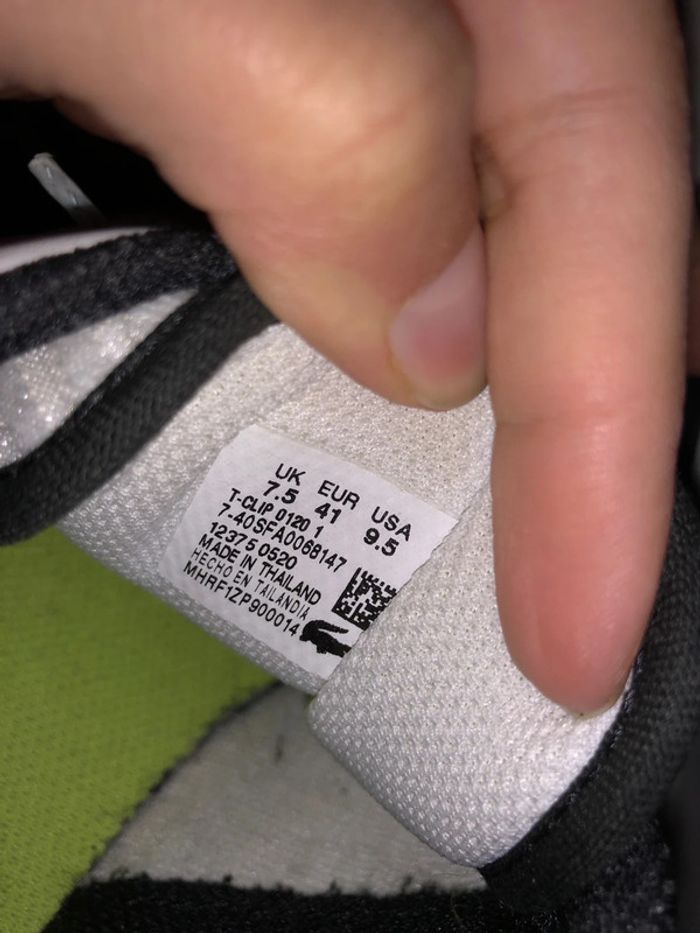 UK EUR USA
7.5 41 9.5
T-CLIP 0120 1
7-40SFA0068147
12375 0520
MADE IN THAILAND
HECHO EN TAILANDIA
MHRF1ZP900014